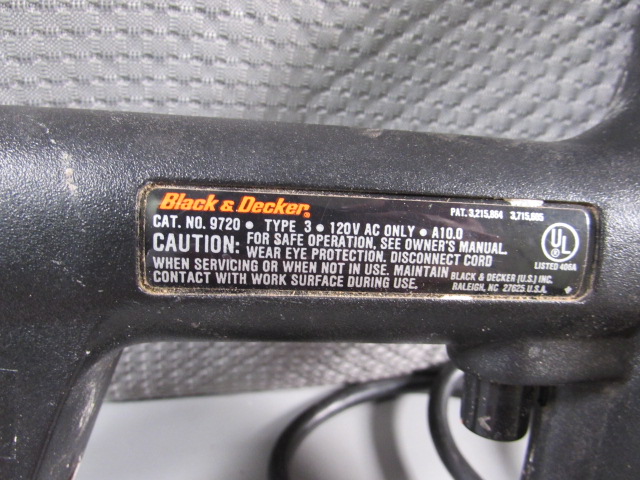 Black & Decker®
PAT. 3,215,864 3,715,605
CAT. NO. 9720 • TYPE 3 • 120V AC ONLY • A10.0
CAUTION: FOR SAFE OPERATION, SEE OWNER'S MANUAL.
WEAR EYE PROTECTION. DISCONNECT CORD
WHEN SERVICING OR WHEN NOT IN USE. MAINTAIN
CONTACT WITH WORK SURFACE DURING USE.
BLACK & DECKER (U.S.) INC.
RALEIGH, NC 27625 U.S.A.
UL
LISTED 406A